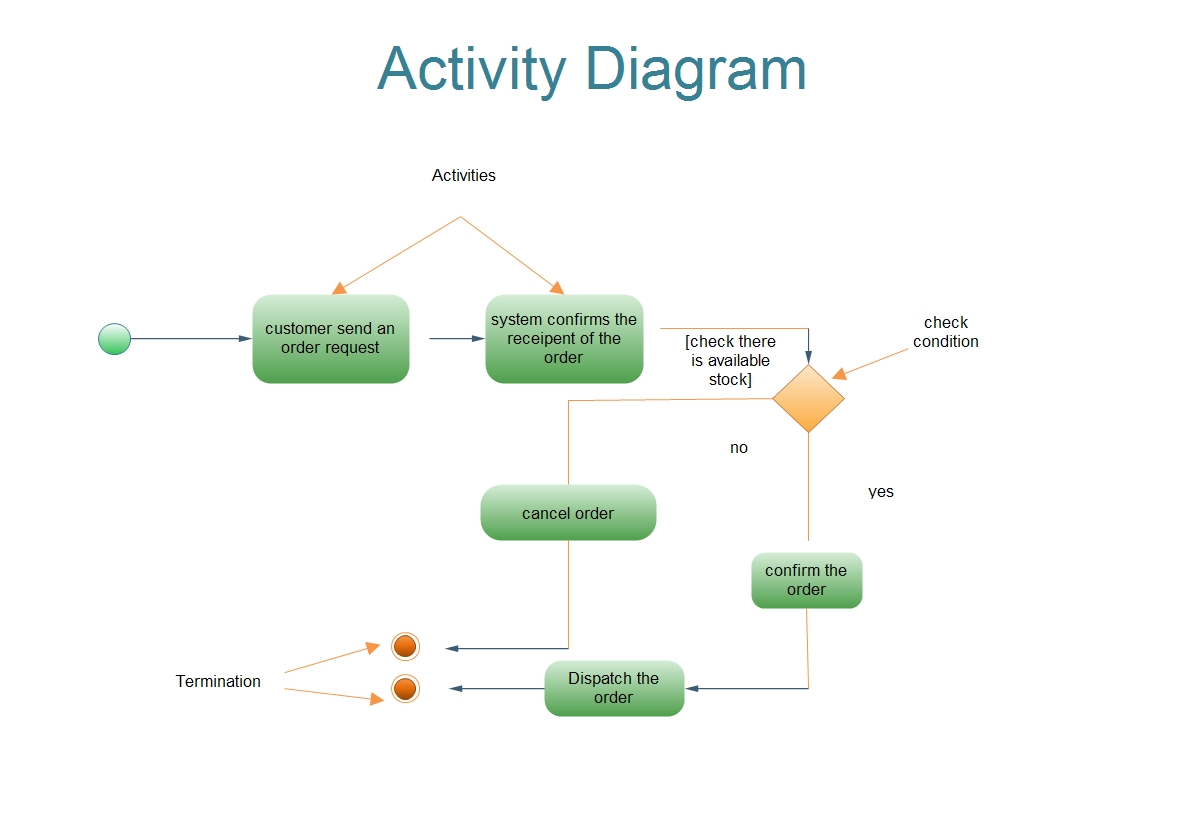 Activity Diagram
Activities
customer send an
order request
system confirms the
receipent of the
order
[check there
is available
stock]
check
condition
no
yes
cancel order
confirm the
order
Termination
Dispatch the
order